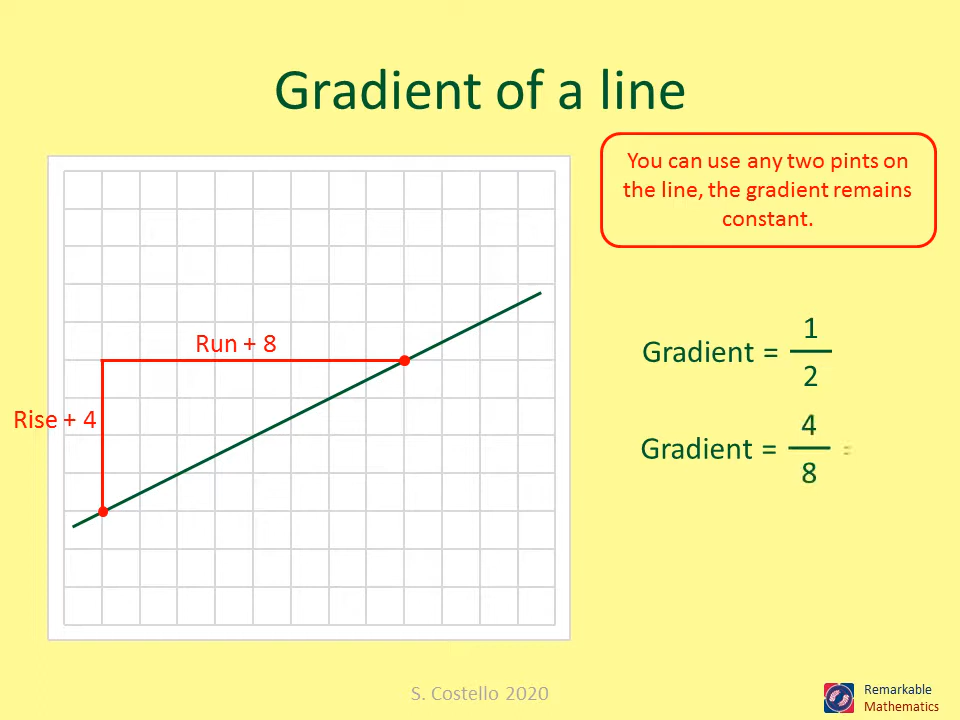 Gradient of a line
You can use any two pints on
the line, the gradient remains
constant.
Run + 8
Rise + 4
Gradient = 1
2
Gradient = 4 =
8
S. Costello 2020
Remarkable
Mathematics